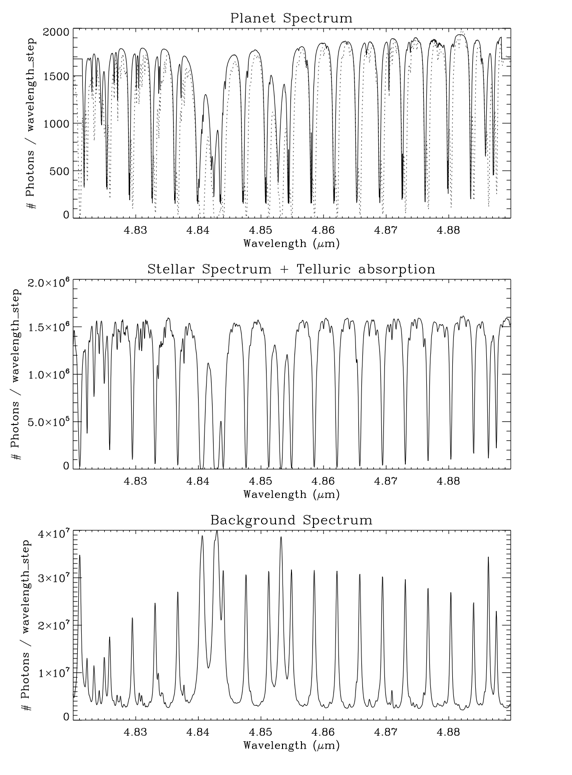 Planet Spectrum
2000
1500
1000
500
0
# Photons / wavelength_step
4.83 4.84 4.85 4.86 4.87 4.88
Wavelength (μm)
Stellar Spectrum + Telluric absorption
2.0×10⁶
1.5×10⁶
1.0×10⁶
5.0×10⁵
0
# Photons / wavelength_step
4.83 4.84 4.85 4.86 4.87 4.88
Wavelength (μm)
Background Spectrum
4×10⁷
3×10⁷
2×10⁷
1×10⁷
0
# Photons / wavelength_step
4.83 4.84 4.85 4.86 4.87 4.88
Wavelength (μm)